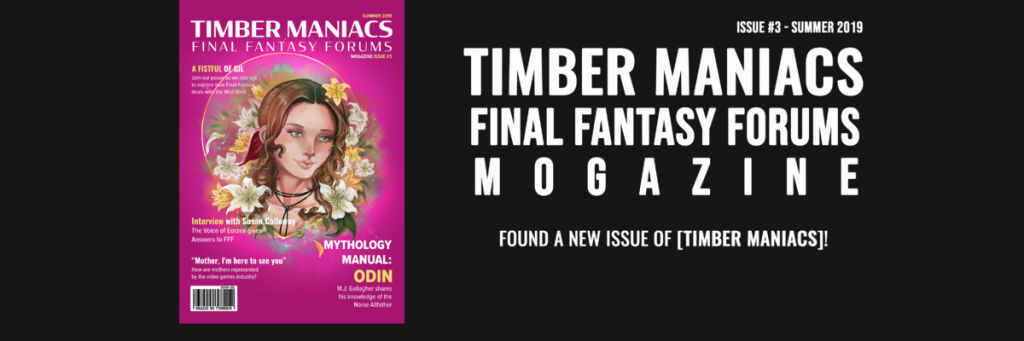 SUMMER 2019
TIMBER MANIACS
FINAL FANTASY FORUMS
MOGAZINE ISSUE #3
A FISTFUL OF GIL
Join our posse as we ride out
to explore how Final Fantasy
deals with the Wild West
Interview with Susan Calloway
The Voice of Eorzea gives
Answers to FFF
MYTHOLOGY
MANUAL:
ODIN
M.J. Gallagher shares
his knowledge of the
Norse Allfather
"Mother, I'm here to see you"
How are mothers represented
by the video games industry?
MADE IN TIMBER
ISSUE #3 - SUMMER 2019
TIMBER MANIACS
FINAL FANTASY FORUMS
MOGAZINE
FOUND A NEW ISSUE OF [TIMBER MANIACS]!